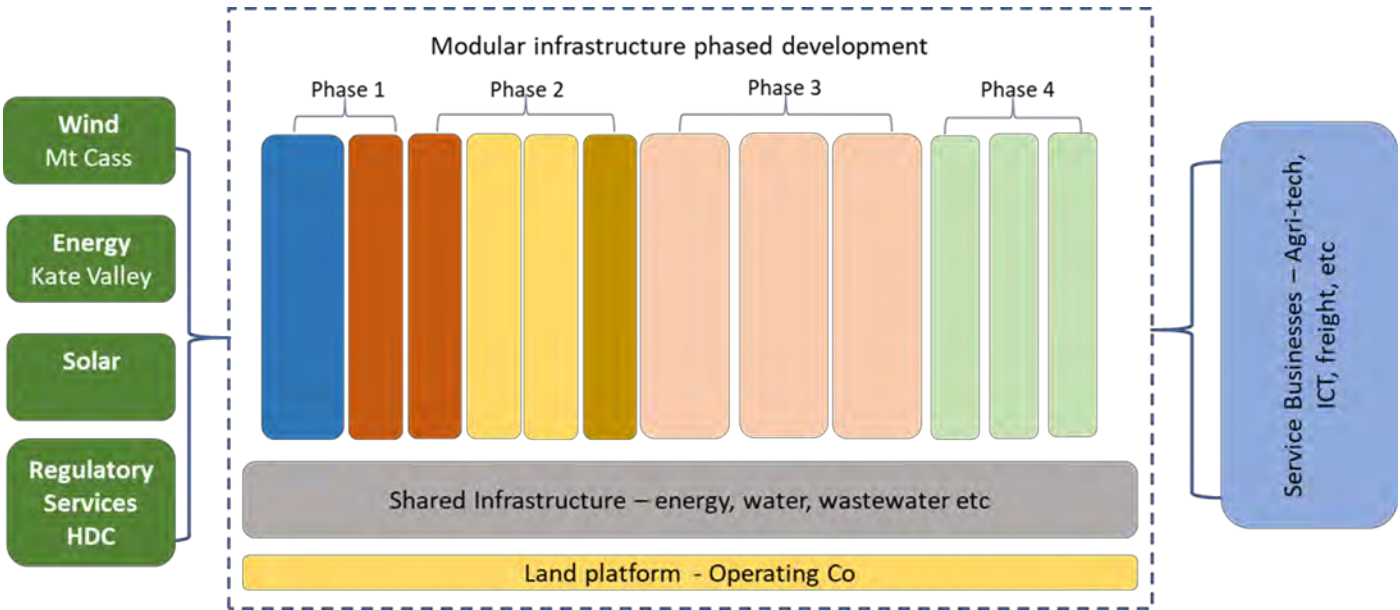 Modular infrastructure phased development
Phase 1
Phase 2
Phase 3
Phase 4
Wind
Mt Cass
Energy
Kate Valley
Solar
Regulatory
Services
HDC
Shared Infrastructure – energy, water, wastewater etc
Land platform - Operating Co
Service Businesses – Agri-tech,
ICT, freight, etc